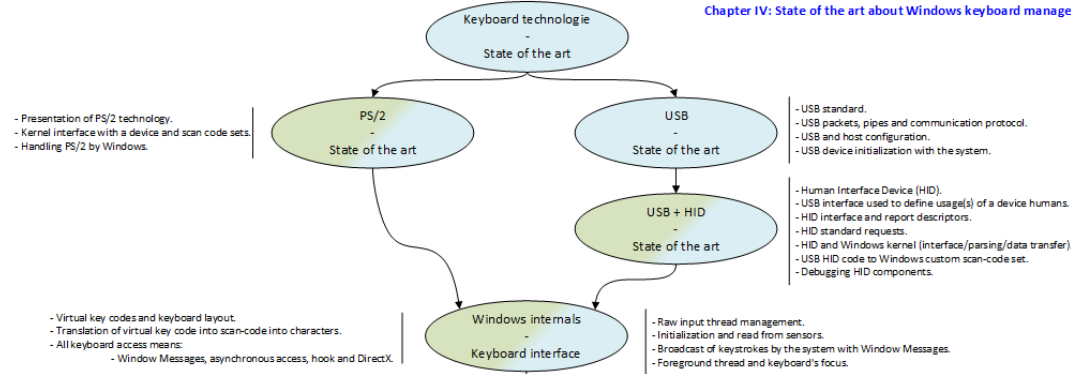 Chapter IV: State of the art about Windows keyboard manage
Keyboard technologie
-
State of the art
- Presentation of PS/2 technology.
- Kernel interface with a device and scan code sets.
- Handling PS/2 by Windows.
PS/2
-
State of the art
USB
-
State of the art
- USB standard.
- USB packets, pipes and communication protocol.
- USB and host configuration.
- USB device initialization with the system.
USB + HID
-
State of the art
- Human Interface Device (HID).
- USB interface used to define usage(s) of a device humans.
- HID interface and report descriptors.
- HID standard requests.
- HID and Windows kernel (interface/parsing/data transfer).
- USB HID code to Windows custom scan-code set.
- Debugging HID components.
- Virtual key codes and keyboard layout.
- Translation of virtual key code into scan-code into characters.
- All keyboard access means:
- Window Messages, asynchronous access, hook and DirectX.
Windows internals
-
Keyboard interface
- Raw input thread management.
- Initialization and read from sensors.
- Broadcast of keystrokes by the system with Window Messages.
- Foreground thread and keyboard's focus.